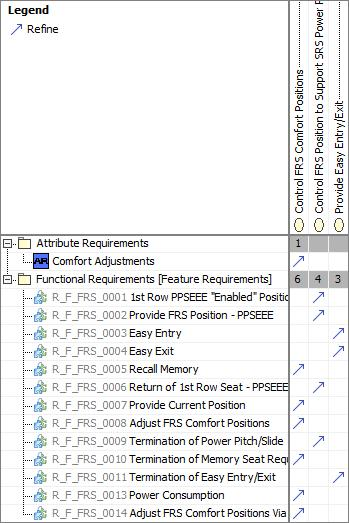 Legend
Refine
Control FRS Comfort Positions
Control FRS Position to Support SRS Power
Provide Easy Entry/Exit
Attribute Requirements 1
AR Comfort Adjustments
Functional Requirements [Feature Requirements] 6 4 3
R_F_FRS_0001 1st Row PPSEEE "Enabled" Positio
R_F_FRS_0002 Provide FRS Position - PPSEEE
R_F_FRS_0003 Easy Entry
R_F_FRS_0004 Easy Exit
R_F_FRS_0005 Recall Memory
R_F_FRS_0006 Return of 1st Row Seat - PPSEEE
R_F_FRS_0007 Provide Current Position
R_F_FRS_0008 Adjust FRS Comfort Positions
R_F_FRS_0009 Termination of Power Pitch/Slide
R_F_FRS_0010 Termination of Memory Seat Requ
R_F_FRS_0011 Termination of Easy Entry/Exit
R_F_FRS_0013 Power Consumption
R_F_FRS_0014 Adjust FRS Comfort Positions Via